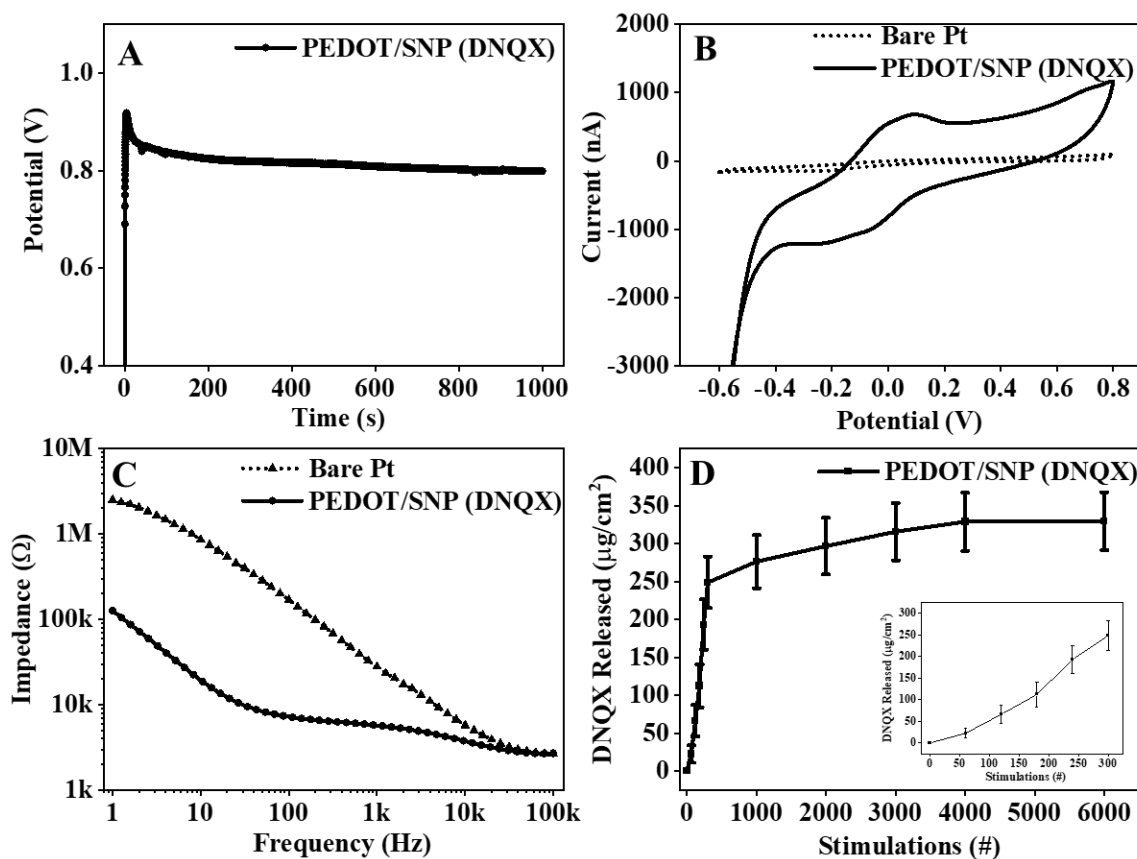 A
PEDOT/SNP (DNQX)
Potential (V)
1.0
0.8
0.6
0.4
0
200
400
600
800
1000
Time (s)
B
Bare Pt
PEDOT/SNP (DNQX)
Current (nA)
2000
1000
0
-1000
-2000
-3000
-0.6
-0.4
-0.2
0.0
0.2
0.4
0.6
0.8
Potential (V)
C
Bare Pt
PEDOT/SNP (DNQX)
Impedance (Ω)
10M
1M
100k
10k
1k
1
10
100
1k
10k
100k
Frequency (Hz)
D
PEDOT/SNP (DNQX)
DNQX Released (μg/cm²)
400
350
300
250
200
150
100
50
0
0
1000
2000
3000
4000
5000
6000
Stimulations (#)
DNQX Released (μg/cm²)
300
250
200
150
100
50
0
0
50
100
150
200
250
300
Stimulations (#)